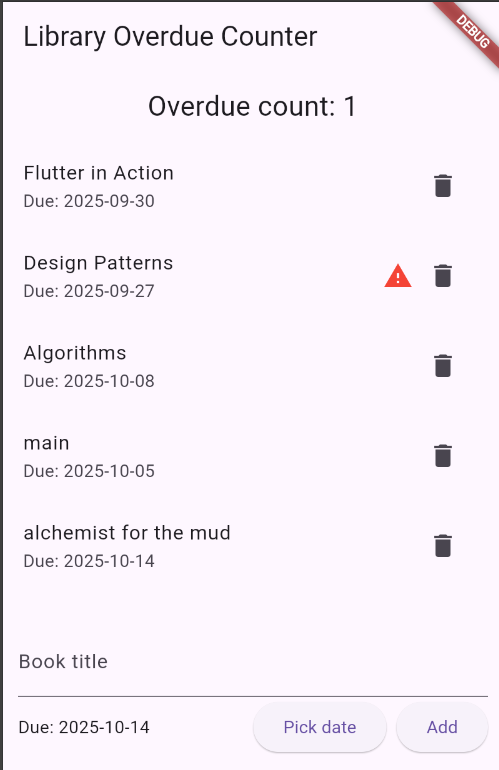 Library Overdue Counter
DEBUG
Overdue count: 1
Flutter in Action
Due: 2025-09-30
Design Patterns
Due: 2025-09-27
Algorithms
Due: 2025-10-08
main
Due: 2025-10-05
alchemist for the mud
Due: 2025-10-14
Book title
Due: 2025-10-14 Pick date Add